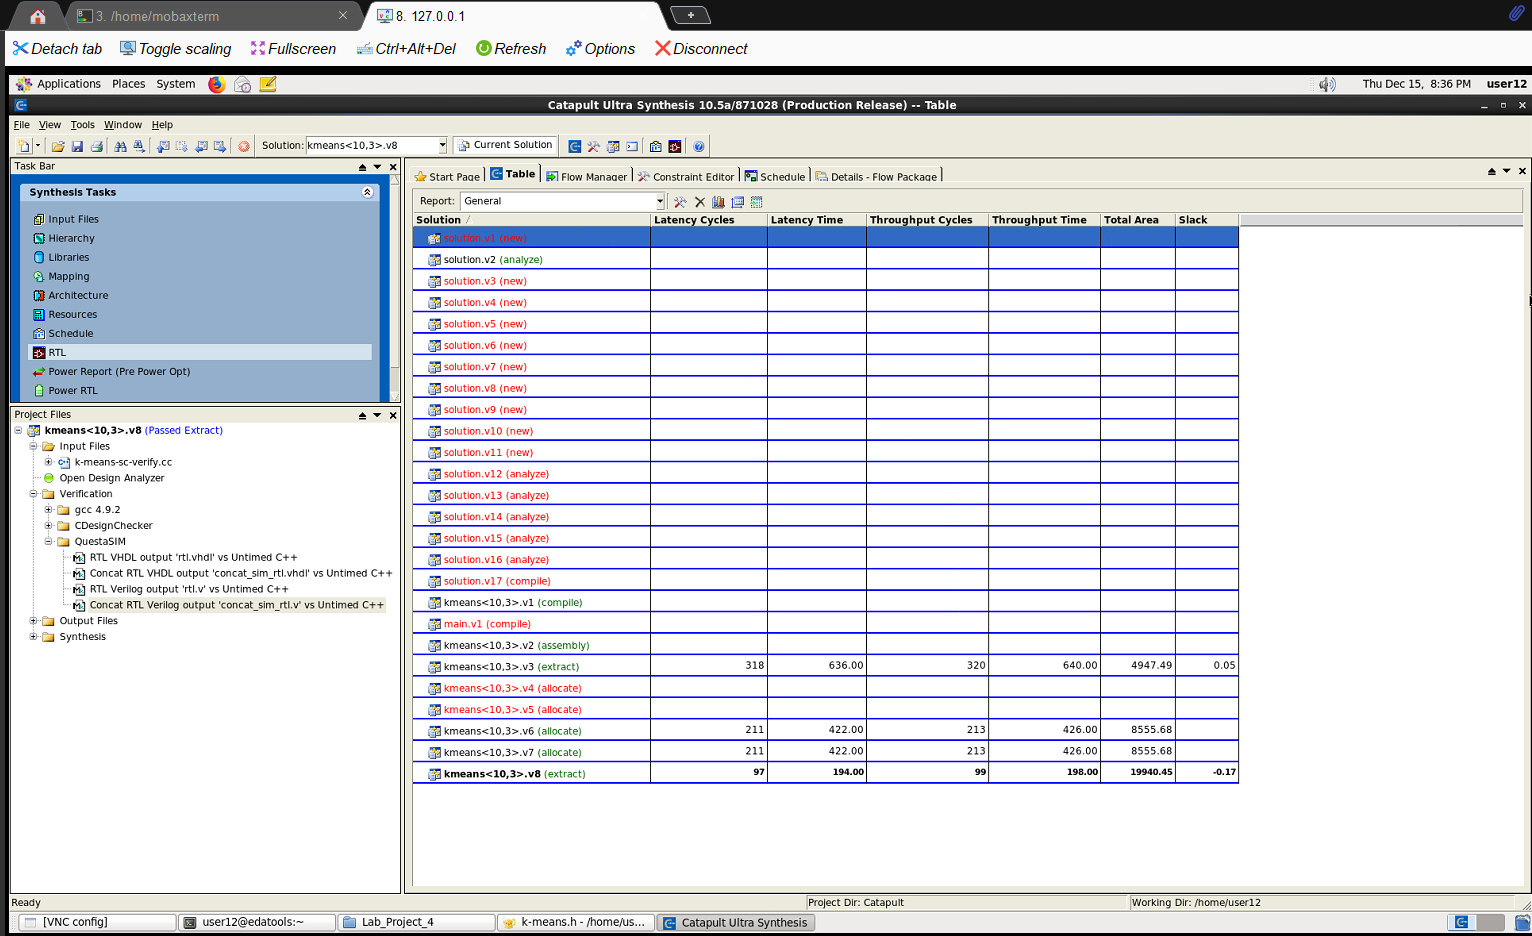 3. /home/mobaxterm
8. 127.0.0.1
Detach tab Toggle scaling Fullscreen Ctrl+Alt+Del Refresh Options Disconnect
Applications Places System
Thu Dec 15, 8:36 PM user12
Catapult Ultra Synthesis 10.5a/871028 (Production Release) -- Table
File View Tools Window Help
Solution: kmeans<10,3>.v8 Current Solution
Task Bar
Synthesis Tasks
Input Files
Hierarchy
Libraries
Mapping
Architecture
Resources
Schedule
RTL
Power Report (Pre Power Opt)
Power RTL
Project Files
kmeans<10,3>.v8 (Passed Extract)
Input Files
k-means-sc-verify.cc
Open Design Analyzer
Verification
gcc 4.9.2
CDesignChecker
QuestaSIM
RTL VHDL output 'rtl.vhdl' vs Untimed C++
Concat RTL VHDL output 'concat_sim_rtl.vhdl' vs Untimed C++
RTL Verilog output 'rtl.v' vs Untimed C++
Concat RTL Verilog output 'concat_sim_rtl.v' vs Untimed C++
Output Files
Synthesis
Start Page Table Flow Manager Constraint Editor Schedule Details - Flow Package
Report: General
Solution / Latency Cycles Latency Time Throughput Cycles Throughput Time Total Area Slack
solution.v1 (new)
solution.v2 (analyze)
solution.v3 (new)
solution.v4 (new)
solution.v5 (new)
solution.v6 (new)
solution.v7 (new)
solution.v8 (new)
solution.v9 (new)
solution.v10 (new)
solution.v11 (new)
solution.v12 (analyze)
solution.v13 (analyze)
solution.v14 (analyze)
solution.v15 (analyze)
solution.v16 (analyze)
solution.v17 (compile)
kmeans<10,3>.v1 (compile)
main.v1 (compile)
kmeans<10,3>.v2 (assembly)
kmeans<10,3>.v3 (extract) 318 636.00 320 640.00 4947.49 0.05
kmeans<10,3>.v4 (allocate)
kmeans<10,3>.v5 (allocate)
kmeans<10,3>.v6 (allocate) 211 422.00 213 426.00 8555.68
kmeans<10,3>.v7 (allocate) 211 422.00 213 426.00 8555.68
kmeans<10,3>.v8 (extract) 97 194.00 99 198.00 19940.45 -0.17
Ready
Project Dir: Catapult
Working Dir: /home/user12
[VNC config]
user12@edatools:~
Lab_Project_4
k-means.h - /home/us...
Catapult Ultra Synthesis